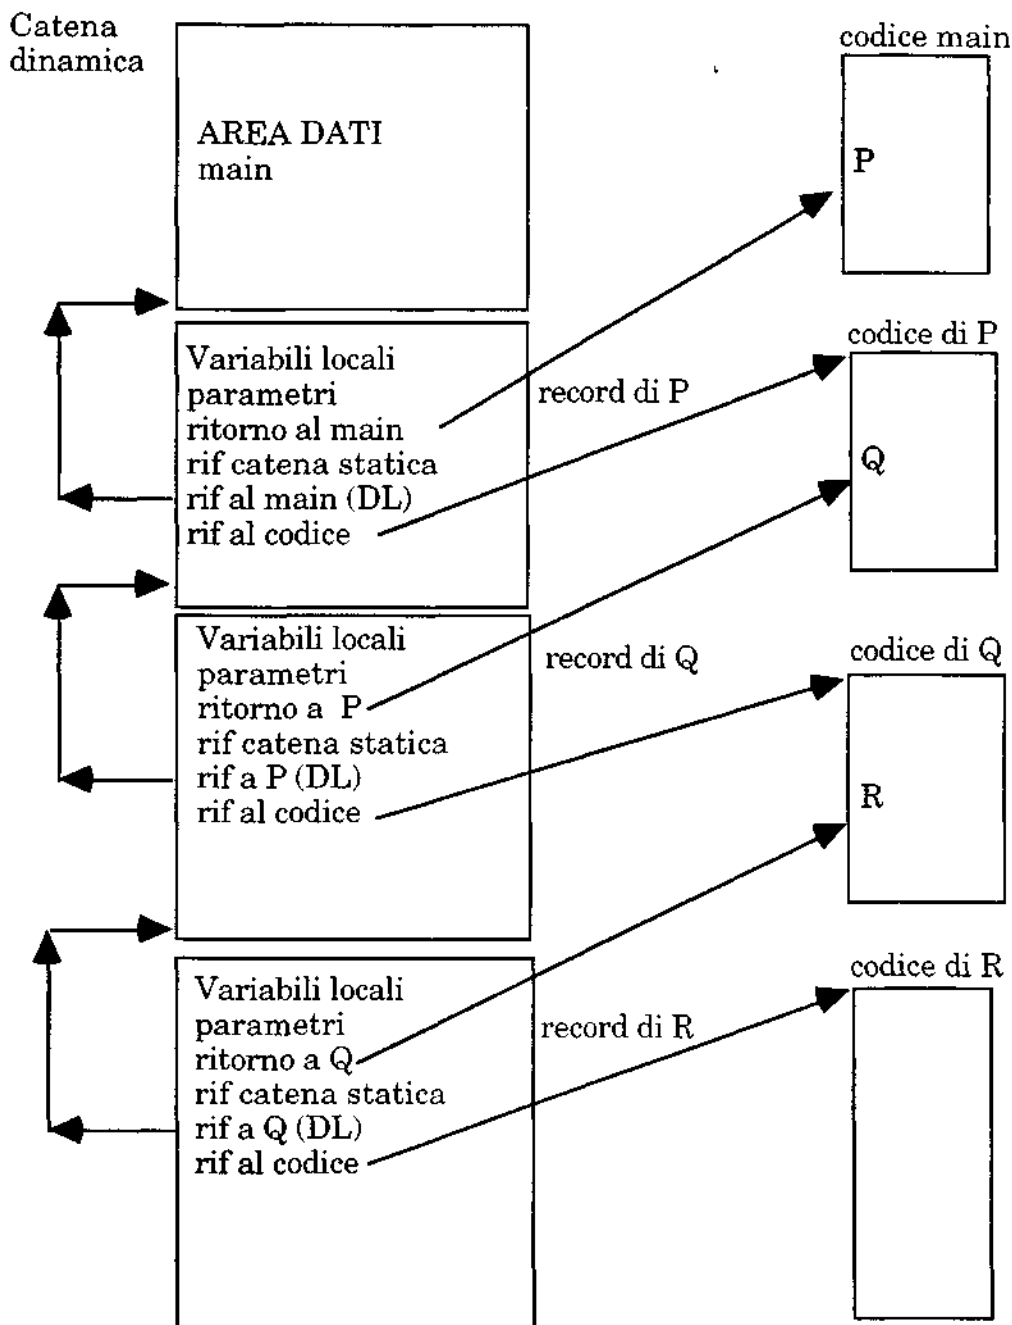 Catena
dinamica
AREA DATI
main
codice main
P
Variabili locali
parametri
ritorno al main
rif catena statica
rif al main (DL)
rif al codice
record di P
codice di P
Q
Variabili locali
parametri
ritorno a P
rif catena statica
rif a P (DL)
rif al codice
record di Q
codice di Q
R
Variabili locali
parametri
ritorno a Q
rif catena statica
rif a Q (DL)
rif al codice
record di R
codice di R